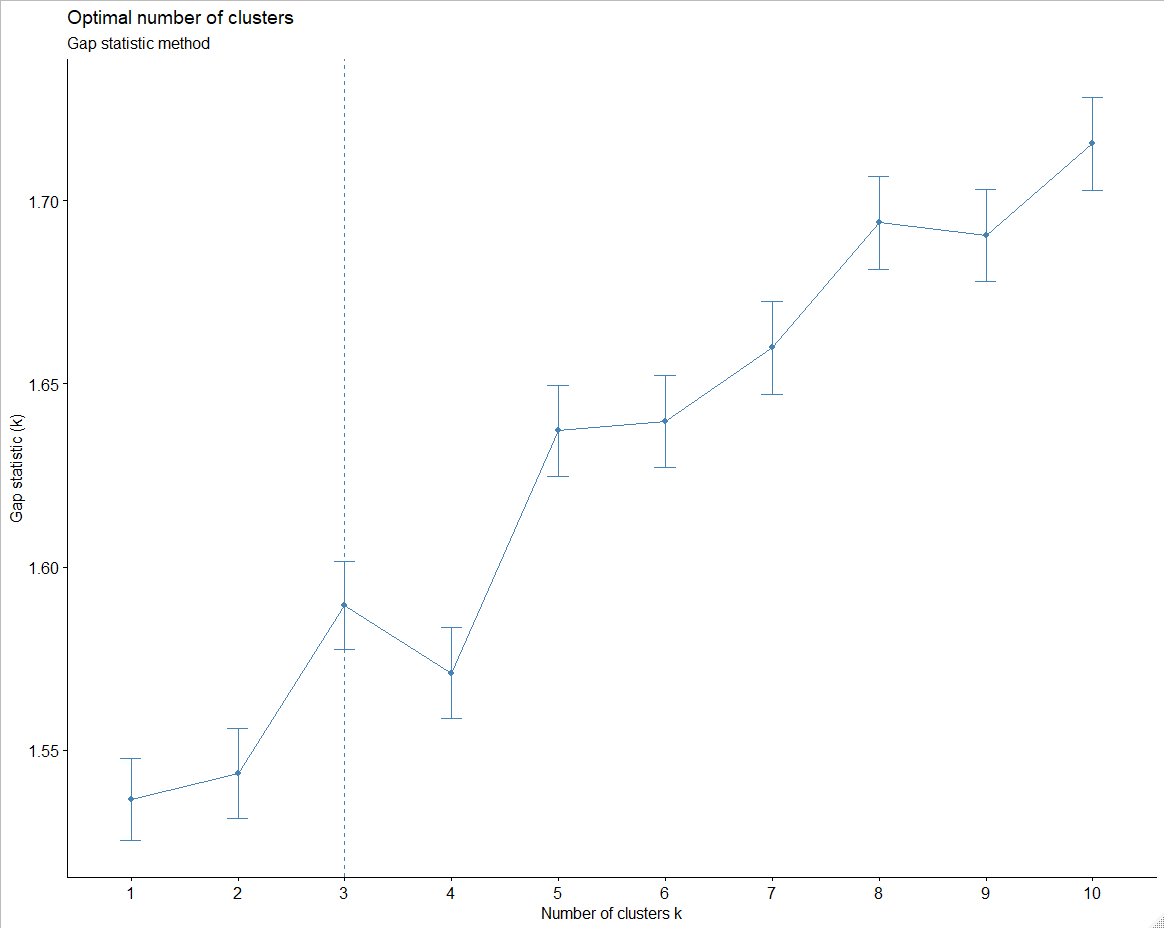 Optimal number of clusters
Gap statistic method
Gap statistic (k)
1.70
1.65
1.60
1.55
1 2 3 4 5 6 7 8 9 10
Number of clusters k